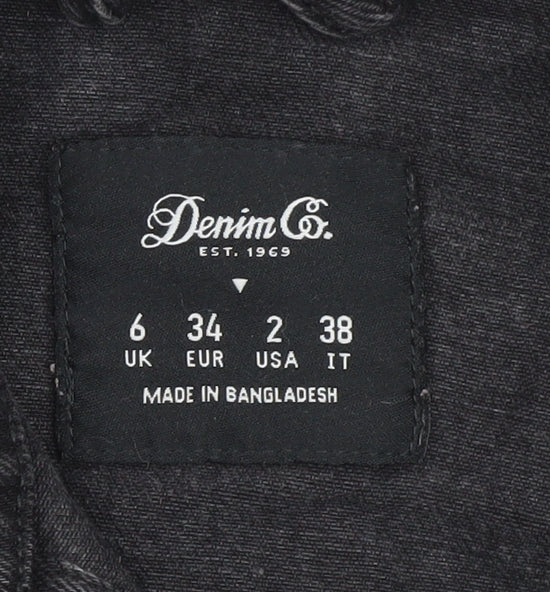 Denim Co.
EST. 1969
6 34 2 38
UK EUR USA IT
MADE IN BANGLADESH